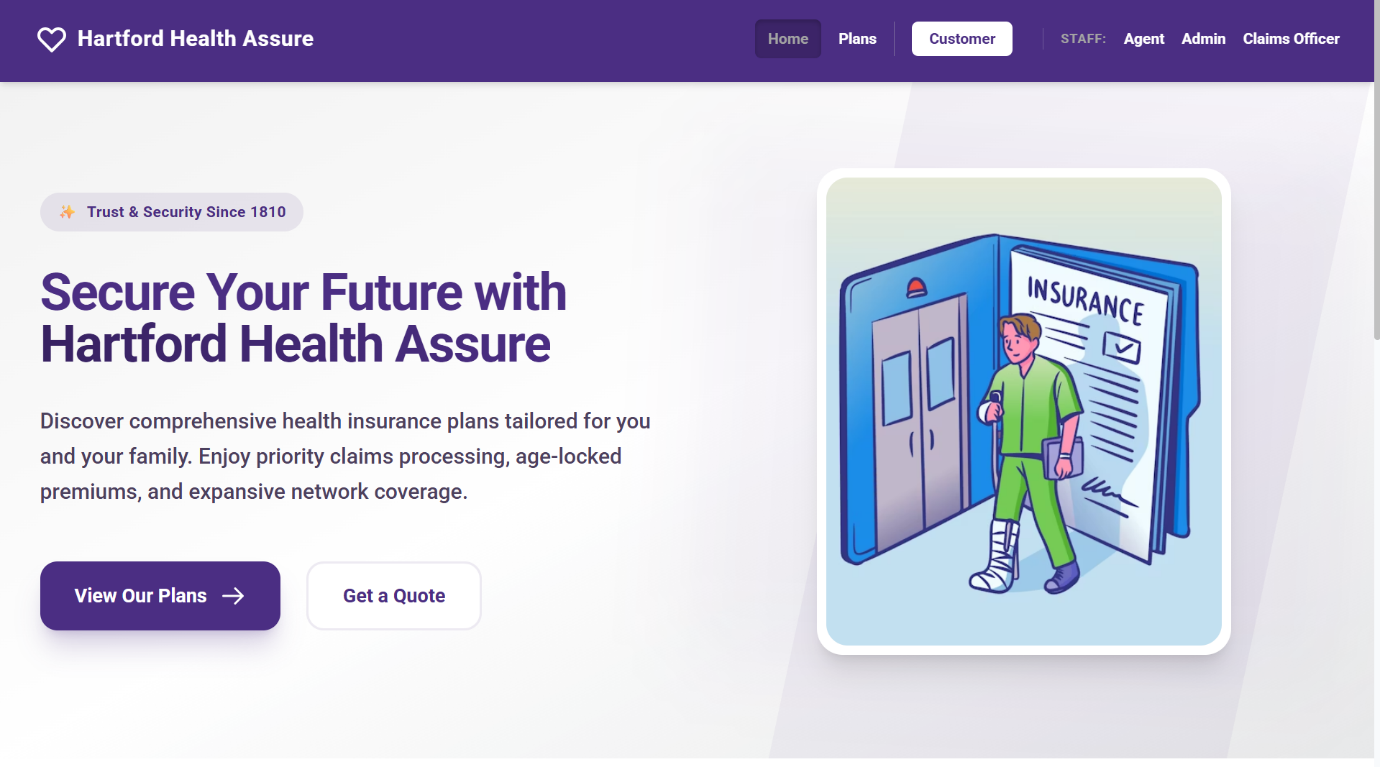 Hartford Health Assure
Home
Plans
Customer
STAFF:
Agent
Admin
Claims Officer
✨ Trust & Security Since 1810
Secure Your Future with
Hartford Health Assure
Discover comprehensive health insurance plans tailored for you
and your family. Enjoy priority claims processing, age-locked
premiums, and expansive network coverage.
View Our Plans →
Get a Quote
INSURANCE